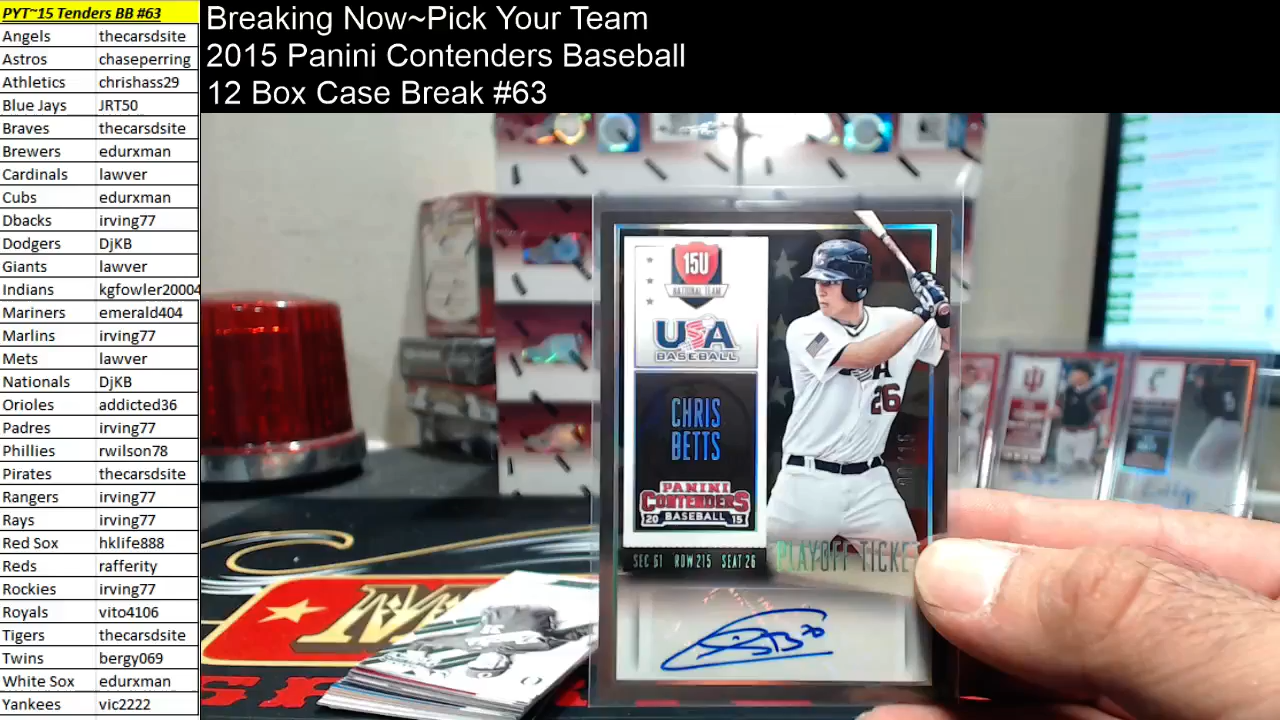 PYT~15 Tenders BB #63
Angels thecarsdsite
Astros chaseperring
Athletics chrishass29
Blue Jays JRT50
Braves thecarsdsite
Brewers edurxman
Cardinals lawver
Cubs edurxman
Dbacks irving77
Dodgers DjKB
Giants lawver
Indians kgfowler20004
Mariners emerald404
Marlins irving77
Mets lawver
Nationals DjKB
Orioles addicted36
Padres irving77
Phillies rwilson78
Pirates thecarsdsite
Rangers irving77
Rays irving77
Red Sox hklife888
Reds rafferity
Rockies irving77
Royals vito4106
Tigers thecarsdsite
Twins bergy069
White Sox edurxman
Yankees vic2222
Breaking Now~Pick Your Team
2015 Panini Contenders Baseball
12 Box Case Break #63
15U
NATIONAL TEAM
USA
BASEBALL
CHRIS
BETTS
PANINI
CONTENDERS
20 BASEBALL 15
SEC 61 ROW 215 SEAT 26
PLAYOFF TICKE
26